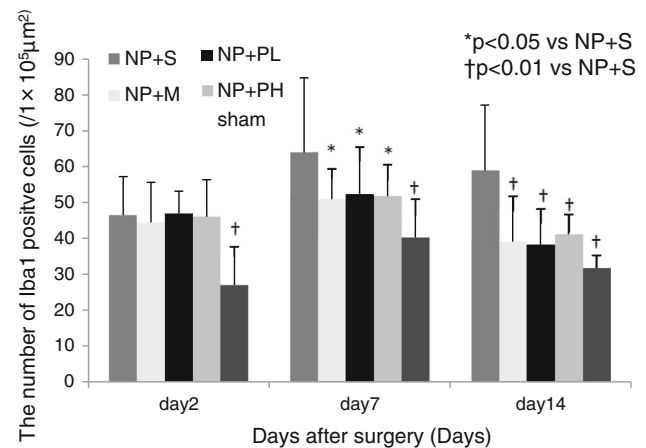 The number of Iba1 positve cells (/1×10⁵μm²)
90
80
70
60
50
40
30
20
10
0
NP+S
NP+PL
NP+M
NP+PH
sham
*p<0.05 vs NP+S
†p<0.01 vs NP+S
†
*
*
*
†
†
†
†
†
day2
day7
day14
Days after surgery (Days)